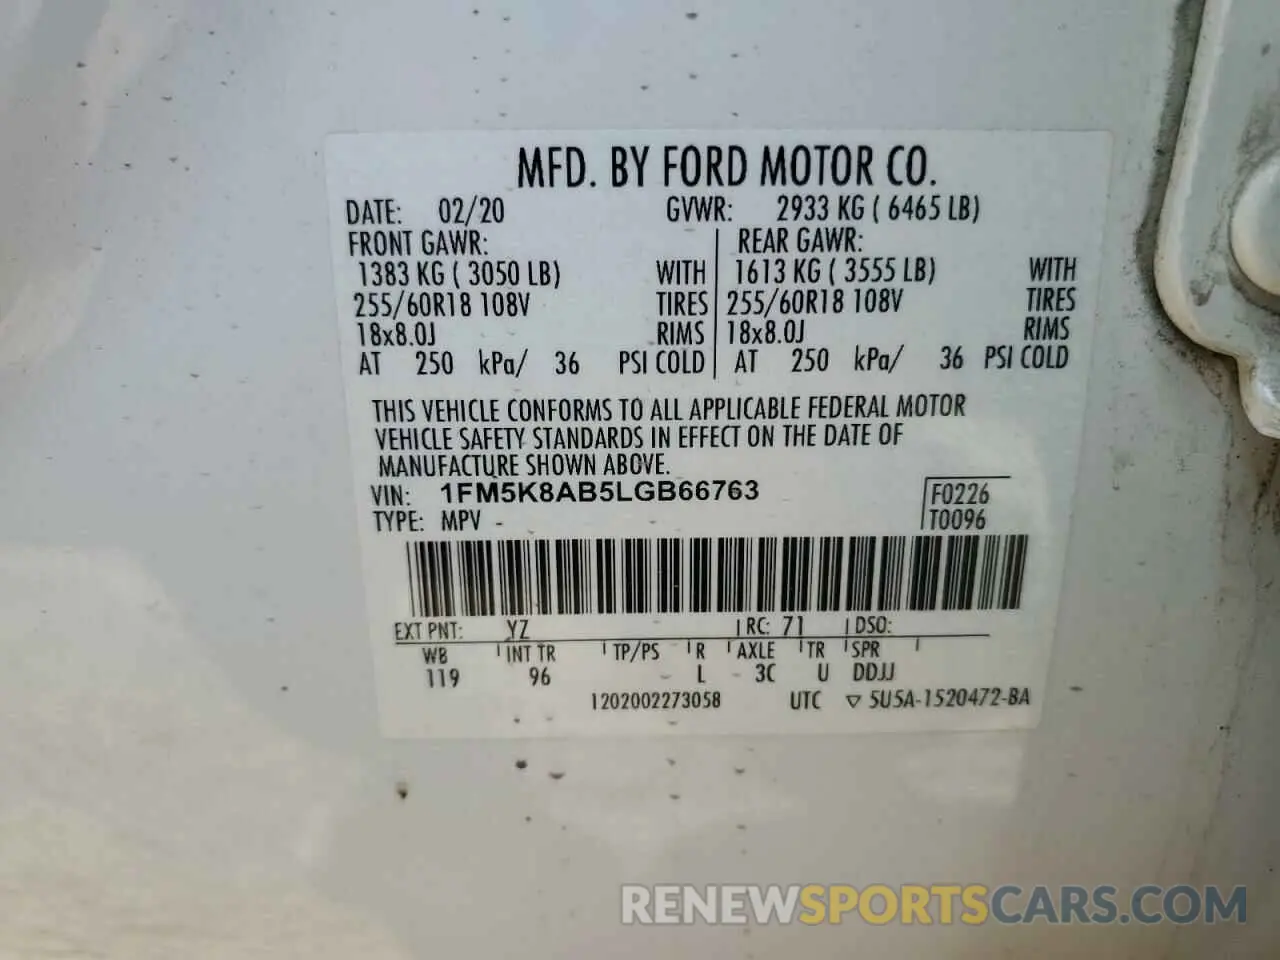 MFD. BY FORD MOTOR CO.
DATE: 02/20 GVWR: 2933 KG ( 6465 LB)
FRONT GAWR: REAR GAWR:
1383 KG ( 3050 LB) WITH 1613 KG ( 3555 LB) WITH
255/60R18 108V TIRES 255/60R18 108V TIRES
18x8.0J RIMS 18x8.0J RIMS
AT 250 kPa/ 36 PSI COLD AT 250 kPa/ 36 PSI COLD
THIS VEHICLE CONFORMS TO ALL APPLICABLE FEDERAL MOTOR
VEHICLE SAFETY STANDARDS IN EFFECT ON THE DATE OF
MANUFACTURE SHOWN ABOVE.
VIN: 1FM5K8AB5LGB66763 F0226
TYPE: MPV - T0096
EXT PNT: YZ RC: 71 DSO:
WB INT TR TP/PS R AXLE TR SPR
119 96 - L - 3C U DDJJ
1202002273058 UTC ▽ 5U5A-1520472-BA
RENEWSPORTSCARS.COM